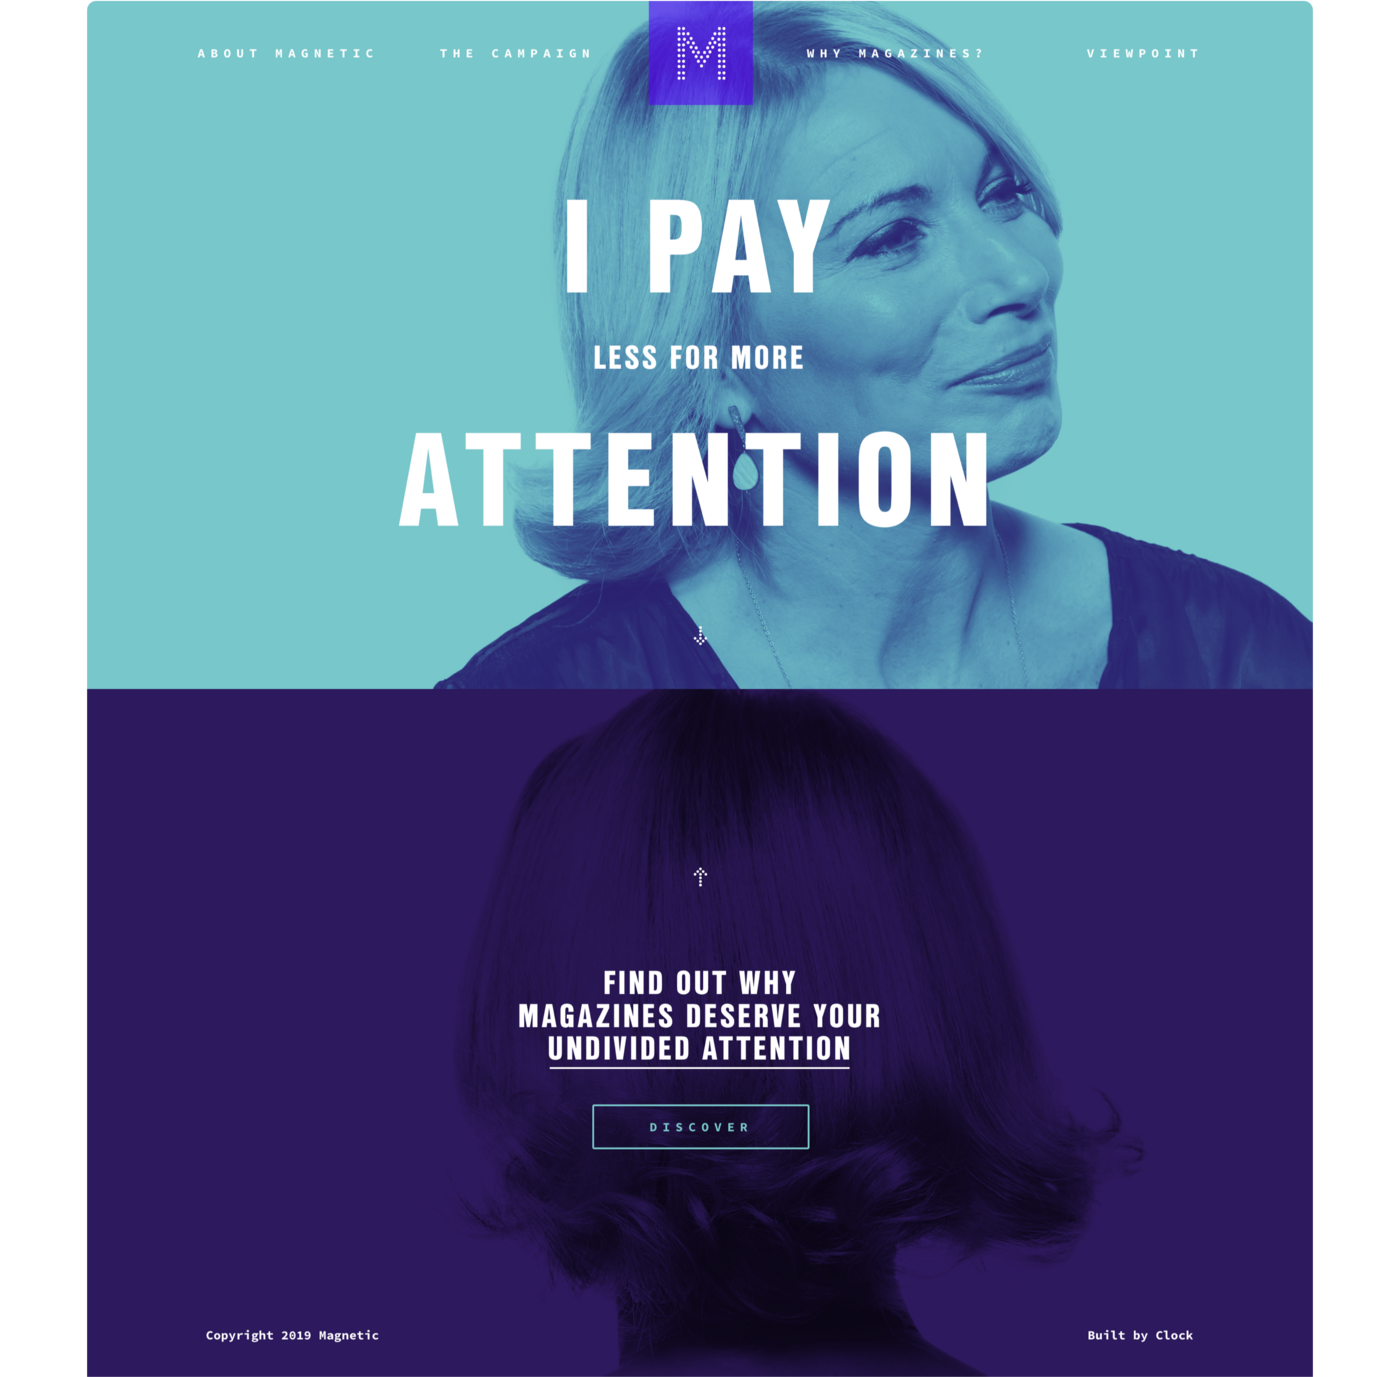 ABOUT MAGNETIC THE CAMPAIGN M WHY MAGAZINES? VIEWPOINT
I PAY
LESS FOR MORE
ATTENTION
FIND OUT WHY
MAGAZINES DESERVE YOUR
UNDIVIDED ATTENTION
DISCOVER
Copyright 2019 Magnetic Built by Clock